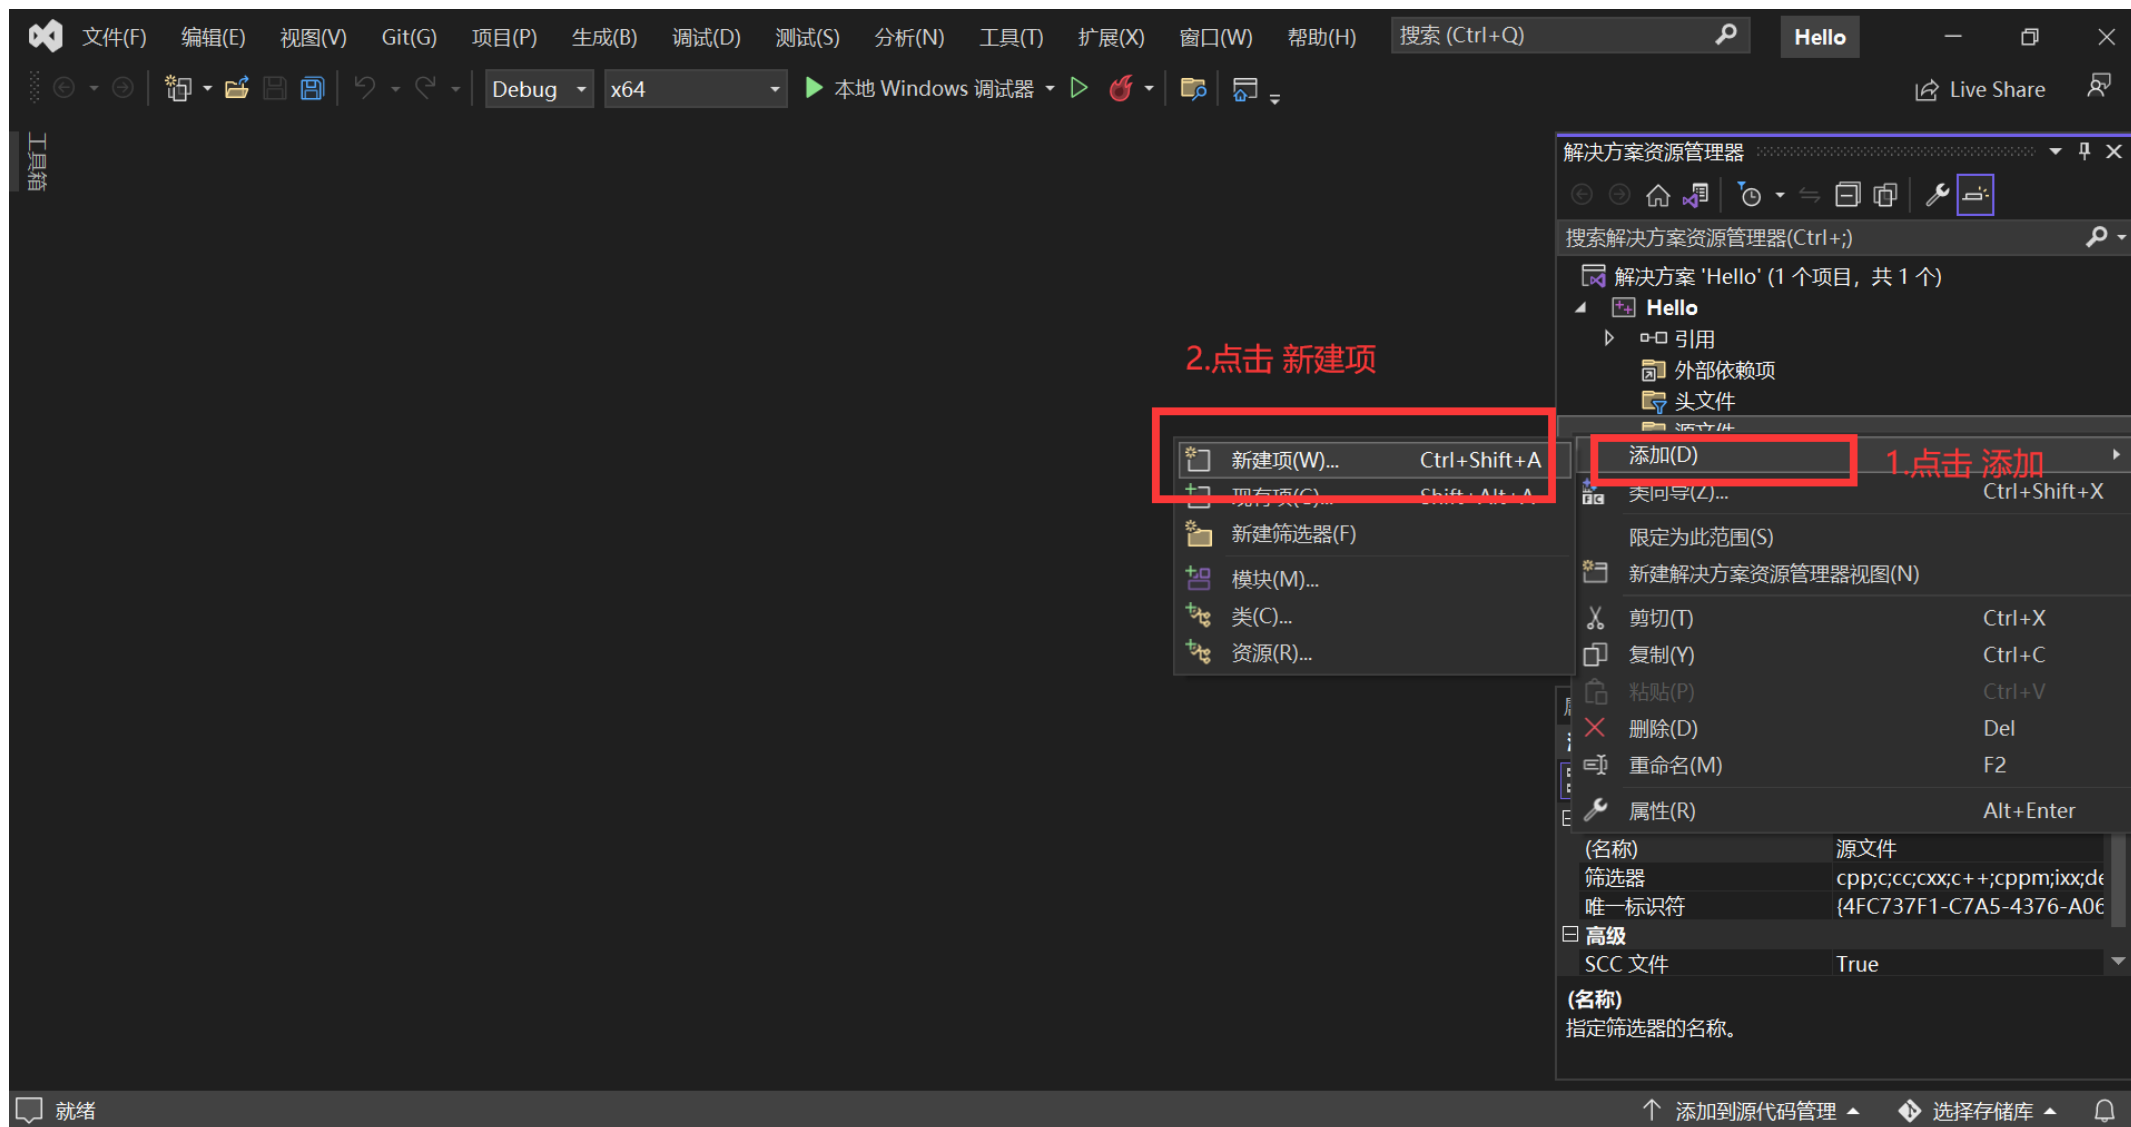 文件(F) 编辑(E) 视图(V) Git(G) 项目(P) 生成(B) 调试(D) 测试(S) 分析(N) 工具(T) 扩展(X) 窗口(W) 帮助(H) 搜索 (Ctrl+Q) Hello
Debug x64 本地 Windows 调试器 Live Share
工具箱
解决方案资源管理器
搜索解决方案资源管理器(Ctrl+;)
解决方案 'Hello' (1 个项目，共 1 个)
Hello
引用
外部依赖项
头文件
源文件
2.点击 新建项
新建项(W)... Ctrl+Shift+A
现有项(G)... Shift+Alt+A
新建筛选器(F)
模块(M)...
类(C)...
资源(R)...
添加(D)
1.点击 添加
类向导(Z)... Ctrl+Shift+X
限定为此范围(S)
新建解决方案资源管理器视图(N)
剪切(T) Ctrl+X
复制(Y) Ctrl+C
粘贴(P) Ctrl+V
删除(D) Del
重命名(M) F2
属性(R) Alt+Enter
(名称) 源文件
筛选器 cpp;c;cc;cxx;c++;cppm;ixx;de
唯一标识符 {4FC737F1-C7A5-4376-A06
高级
SCC 文件 True
(名称)
指定筛选器的名称。
就绪 添加到源代码管理 选择存储库